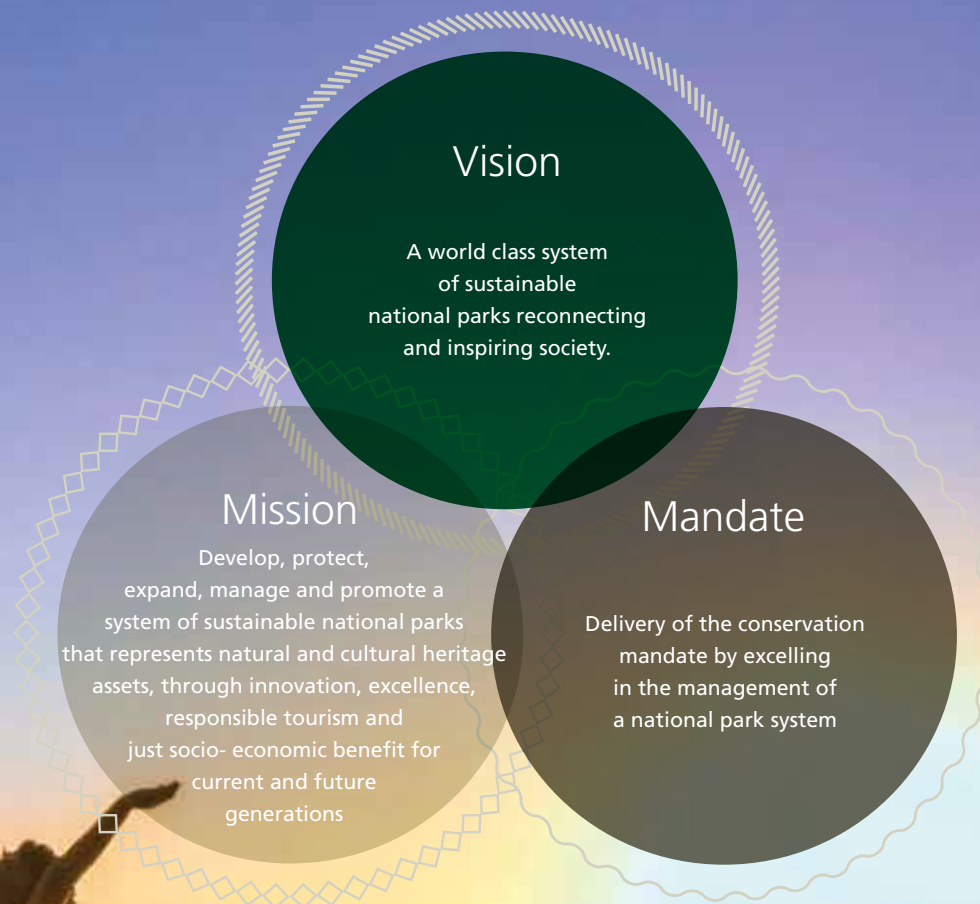 Vision
A world class system
of sustainable
national parks reconnecting
and inspiring society.
Mission
Develop, protect,
expand, manage and promote a
system of sustainable national parks
that represents natural and cultural heritage
assets, through innovation, excellence,
responsible tourism and
just socio- economic benefit for
current and future
generations
Mandate
Delivery of the conservation
mandate by excelling
in the management of
a national park system